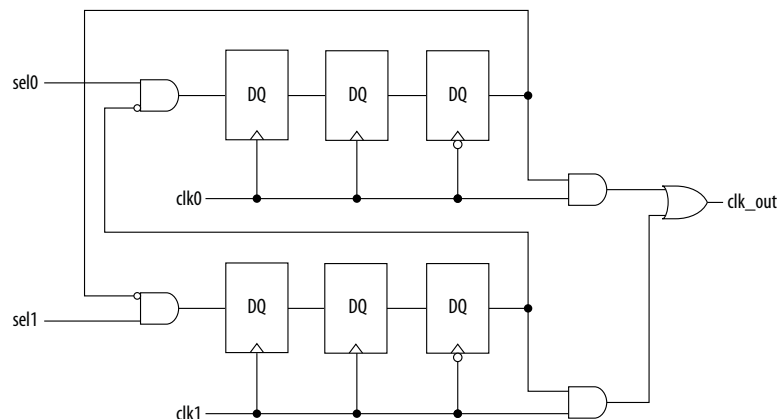 sel0
DQ DQ DQ
clk0
clk_out
DQ DQ DQ
sel1
clk1